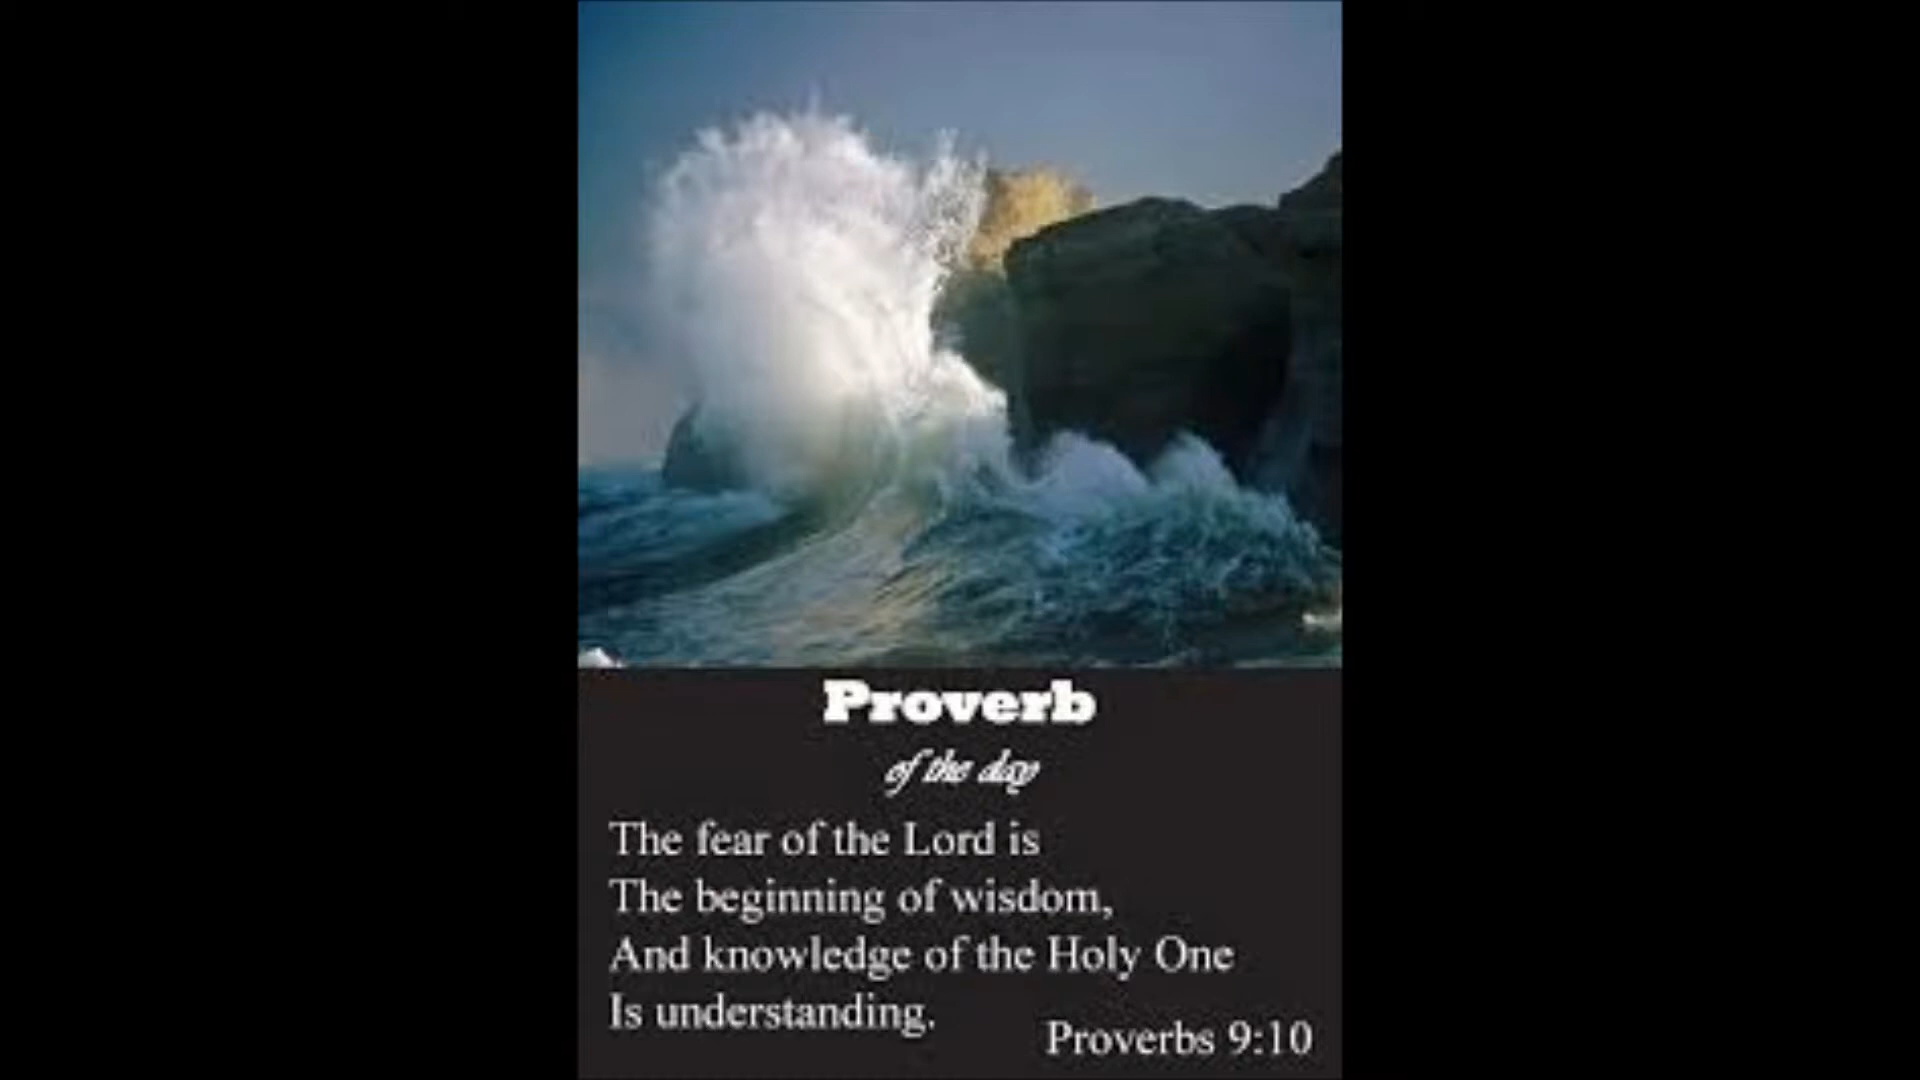 Proverb
of the day
The fear of the Lord is
The beginning of wisdom,
And knowledge of the Holy One
Is understanding.
Proverbs 9:10